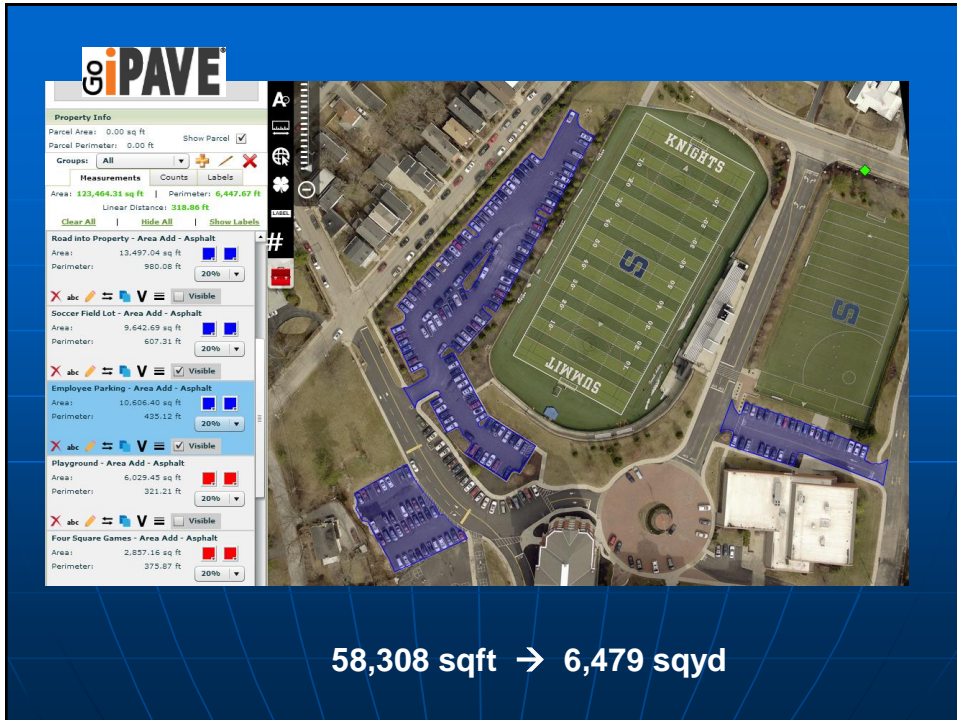 Go iPAVE®
Property Info
Parcel Area: 0.00 sq ft
Show Parcel
Parcel Perimeter: 0.00 ft
Groups: All
Measurements Counts Labels
Area: 123,464.31 sq ft | Perimeter: 6,447.67 ft
Linear Distance: 318.86 ft
Clear All | Hide All | Show Labels
Road into Property - Area Add - Asphalt
Area: 13,497.04 sq ft
Perimeter: 980.08 ft
20%
abc V Visible
Soccer Field Lot - Area Add - Asphalt
Area: 9,642.69 sq ft
Perimeter: 607.31 ft
20%
abc V Visible
Employee Parking - Area Add - Asphalt
Area: 10,606.40 sq ft
Perimeter: 435.12 ft
20%
abc V Visible
Playground - Area Add - Asphalt
Area: 6,029.45 sq ft
Perimeter: 321.21 ft
20%
abc V Visible
Four Square Games - Area Add - Asphalt
Area: 2,857.16 sq ft
Perimeter: 375.87 ft
20%
A
LABEL
#
KNIGHTS
S
SUMMIT
S
58,308 sqft → 6,479 sqyd